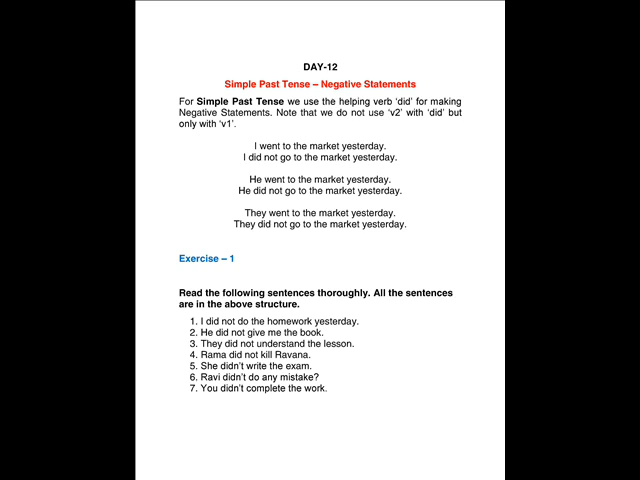 DAY-12
Simple Past Tense – Negative Statements
For Simple Past Tense we use the helping verb ‘did’ for making
Negative Statements. Note that we do not use ‘v2’ with ‘did’ but
only with ‘v1’.
I went to the market yesterday.
I did not go to the market yesterday.
He went to the market yesterday.
He did not go to the market yesterday.
They went to the market yesterday.
They did not go to the market yesterday.
Exercise – 1
Read the following sentences thoroughly. All the sentences
are in the above structure.
1. I did not do the homework yesterday.
2. He did not give me the book.
3. They did not understand the lesson.
4. Rama did not kill Ravana.
5. She didn’t write the exam.
6. Ravi didn’t do any mistake?
7. You didn’t complete the work.